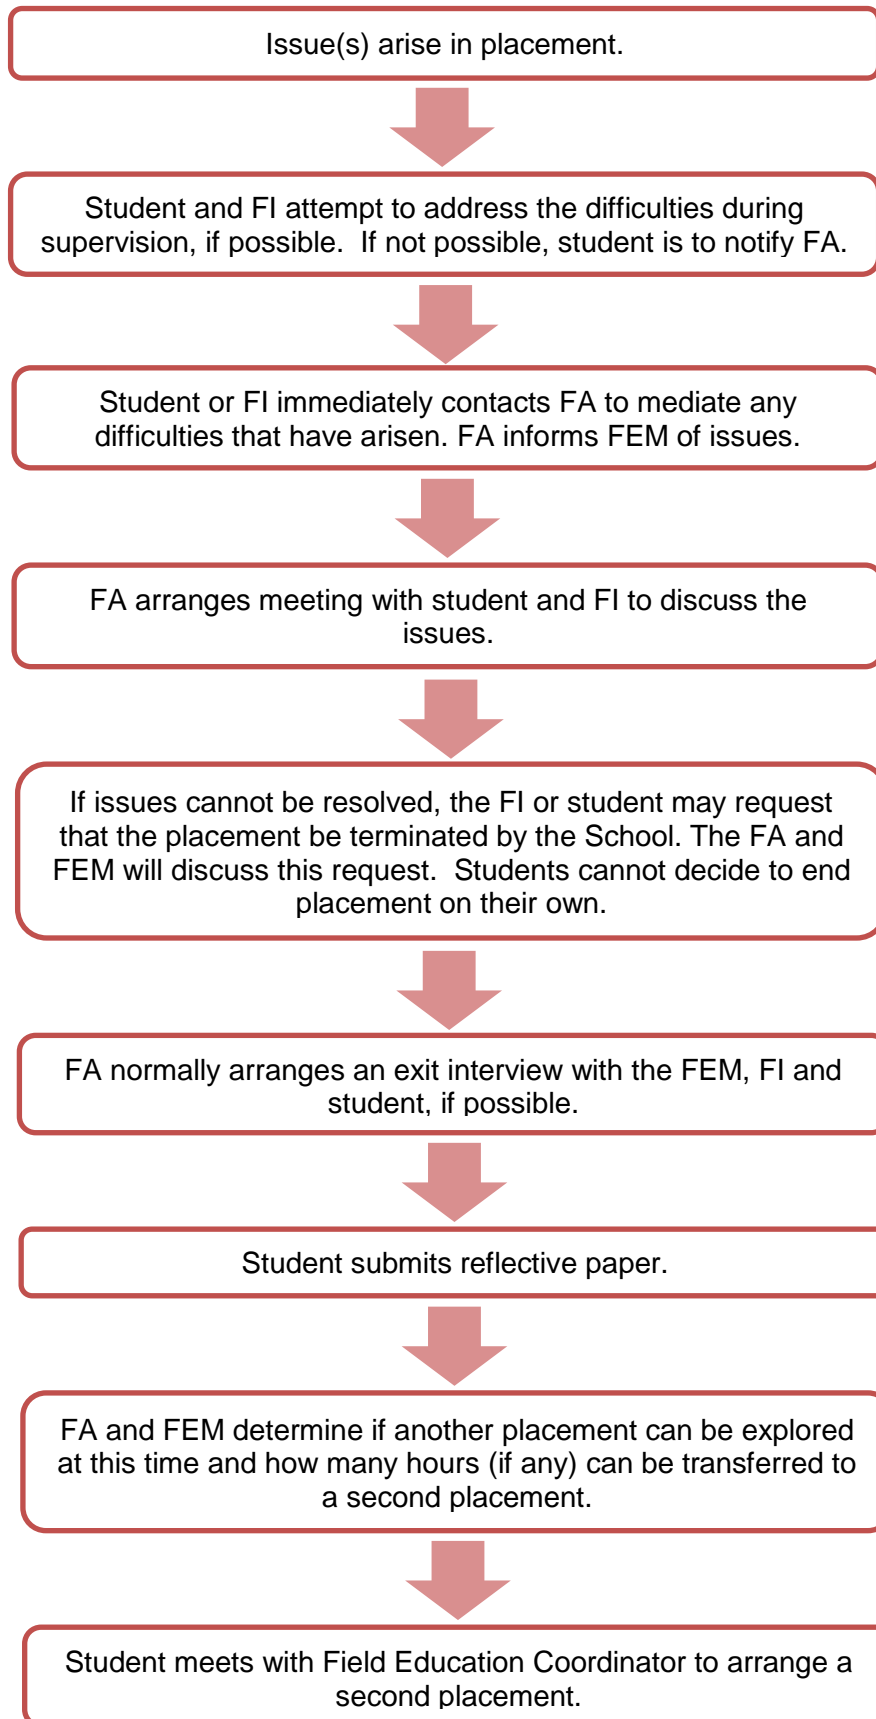 Issue(s) arise in placement.
Student and FI attempt to address the difficulties during
supervision, if possible.  If not possible, student is to notify FA.
Student or FI immediately contacts FA to mediate any
difficulties that have arisen. FA informs FEM of issues.
FA arranges meeting with student and FI to discuss the
issues.
If issues cannot be resolved, the FI or student may request
that the placement be terminated by the School. The FA and
FEM will discuss this request.  Students cannot decide to end
placement on their own.
FA normally arranges an exit interview with the FEM, FI and
student, if possible.
Student submits reflective paper.
FA and FEM determine if another placement can be explored
at this time and how many hours (if any) can be transferred to
a second placement.
Student meets with Field Education Coordinator to arrange a
second placement.